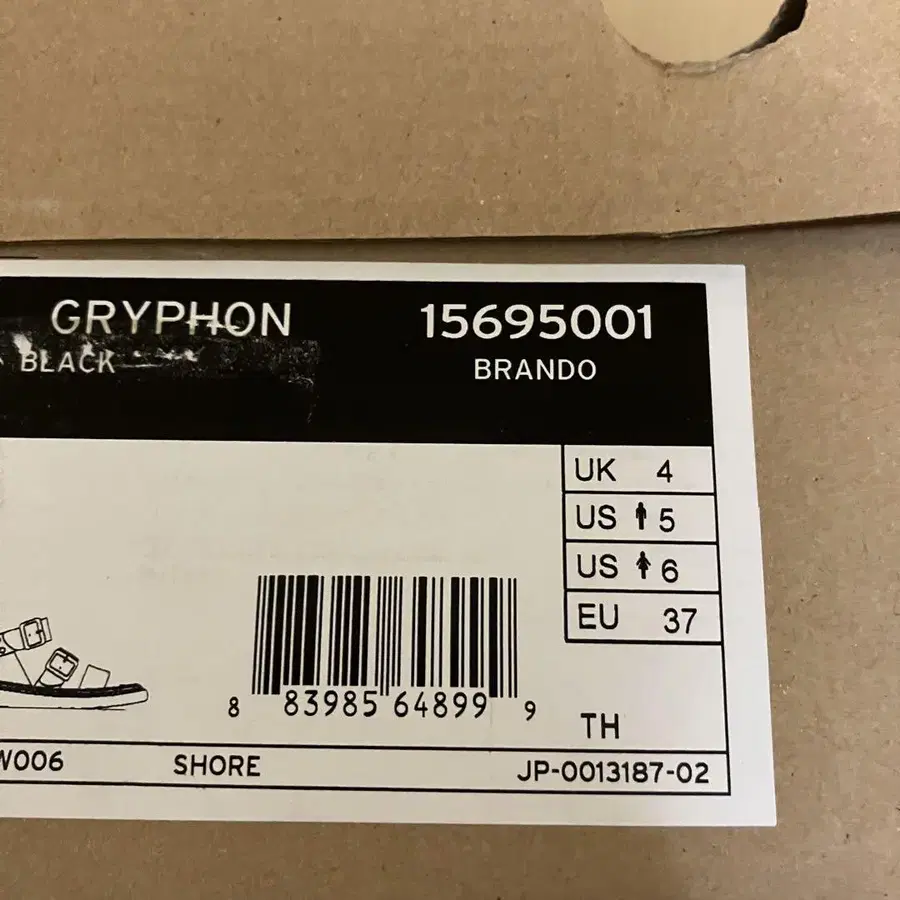 GRYPHON 15695001
BLACK BRANDO
UK 4
US 5
US 6
EU 37
8 83985 64899 9
TH
W006 SHORE JP-0013187-02